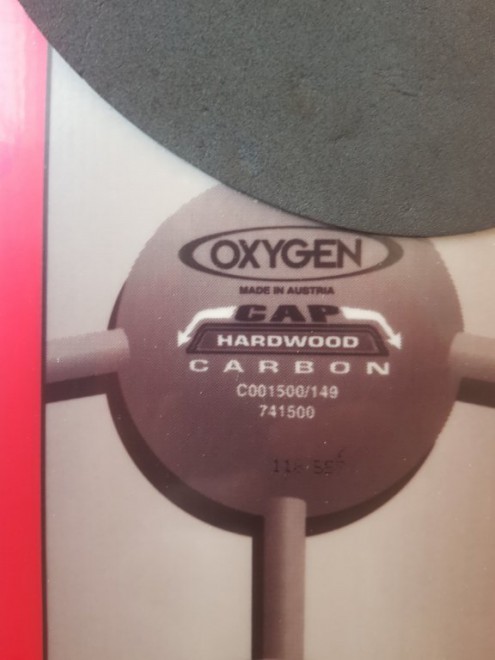 OXYGEN
MADE IN AUSTRIA
CAP
HARDWOOD
CARBON
C001500/149
741500